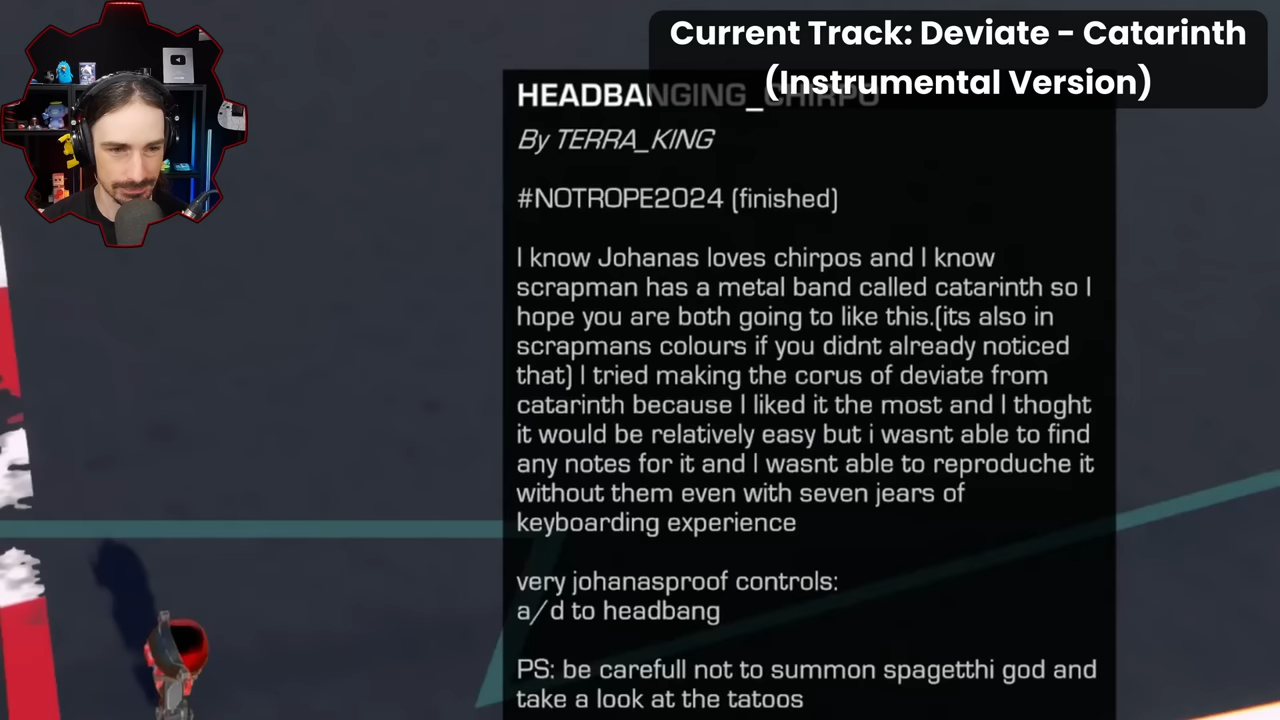 Current Track: Deviate - Catarinth
(Instrumental Version)
HEADBANGING_CHIRPO
By TERRA_KING
#NOTROPE2024 (finished)
I know Johanas loves chirpos and I know
scrapman has a metal band called catarinth so I
hope you are both going to like this.(its also in
scrapmans colours if you didnt already noticed
that) I tried making the corus of deviate from
catarinth because I liked it the most and I thoght
it would be relatively easy but i wasnt able to find
any notes for it and I wasnt able to reproduche it
without them even with seven jears of
keyboarding experience
very johanasproof controls:
a/d to headbang
PS: be carefull not to summon spagetthi god and
take a look at the tatoos